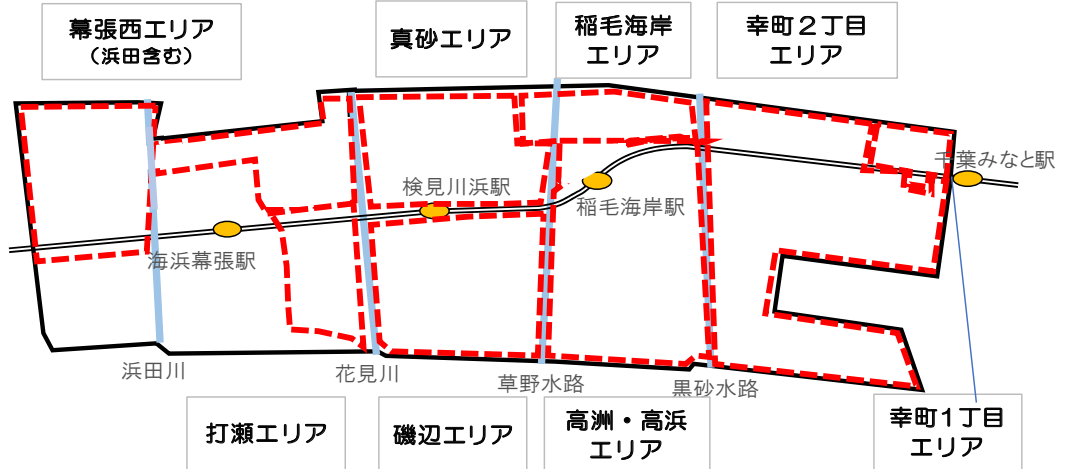 幕張西エリア
(浜田含む)
真砂エリア
稲毛海岸
エリア
幸町2丁目
エリア
千葉みなと駅
検見川浜駅
稲毛海岸駅
海浜幕張駅
浜田川
花見川
草野水路
黒砂水路
打瀬エリア
磯辺エリア
高洲・高浜
エリア
幸町1丁目
エリア